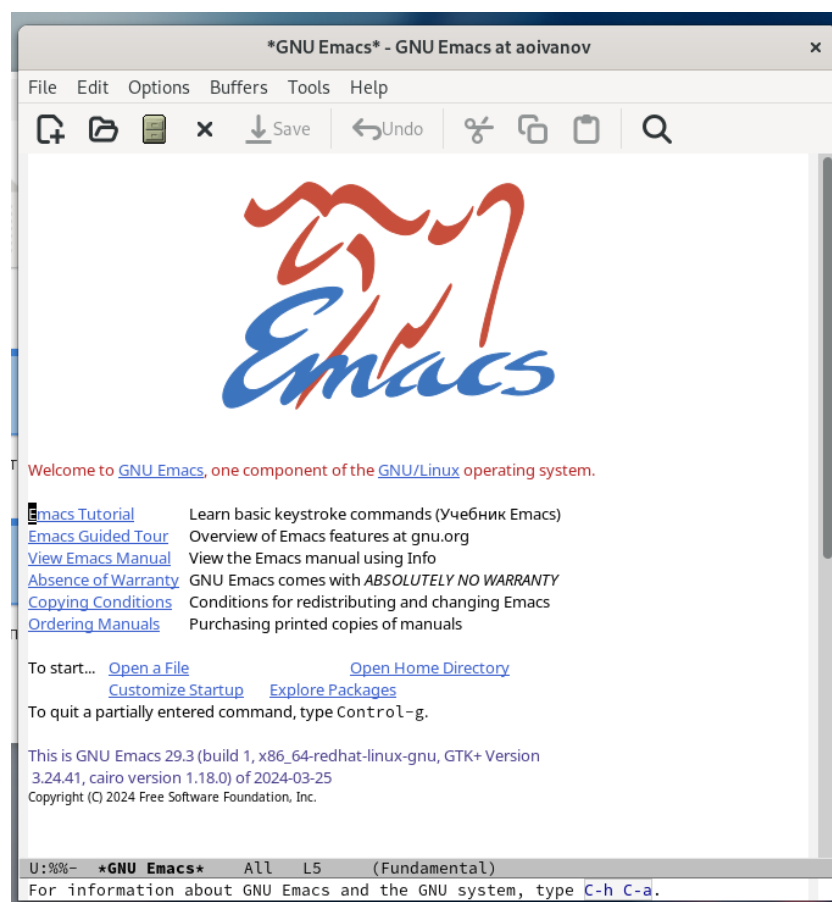 *GNU Emacs* - GNU Emacs at aoivanov ×
File Edit Options Buffers Tools Help
Save Undo
Emacs
Welcome to GNU Emacs, one component of the GNU/Linux operating system.
Emacs Tutorial Learn basic keystroke commands (Учебник Emacs)
Emacs Guided Tour Overview of Emacs features at gnu.org
View Emacs Manual View the Emacs manual using Info
Absence of Warranty GNU Emacs comes with ABSOLUTELY NO WARRANTY
Copying Conditions Conditions for redistributing and changing Emacs
Ordering Manuals Purchasing printed copies of manuals
To start... Open a File Open Home Directory
Customize Startup Explore Packages
To quit a partially entered command, type Control-g.
This is GNU Emacs 29.3 (build 1, x86_64-redhat-linux-gnu, GTK+ Version
3.24.41, cairo version 1.18.0) of 2024-03-25
Copyright (C) 2024 Free Software Foundation, Inc.
U:%%- *GNU Emacs* All L5 (Fundamental)
For information about GNU Emacs and the GNU system, type C-h C-a.